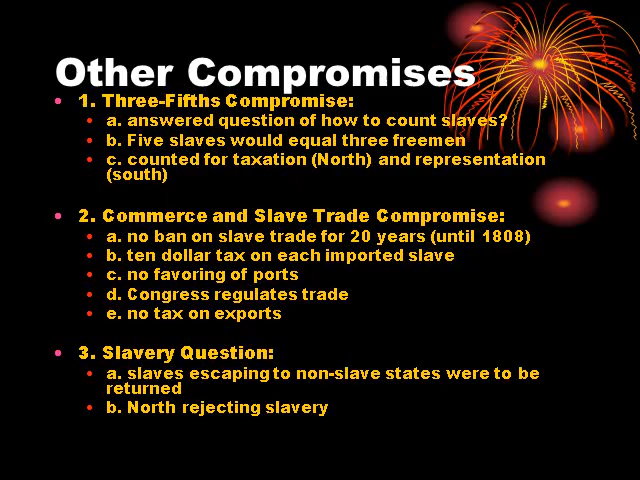 Other Compromises
• 1. Three-Fifths Compromise:
• a. answered question of how to count slaves?
• b. Five slaves would equal three freemen
• c. counted for taxation (North) and representation
(south)
• 2. Commerce and Slave Trade Compromise:
• a. no ban on slave trade for 20 years (until 1808)
• b. ten dollar tax on each imported slave
• c. no favoring of ports
• d. Congress regulates trade
• e. no tax on exports
• 3. Slavery Question:
• a. slaves escaping to non-slave states were to be
returned
• b. North rejecting slavery